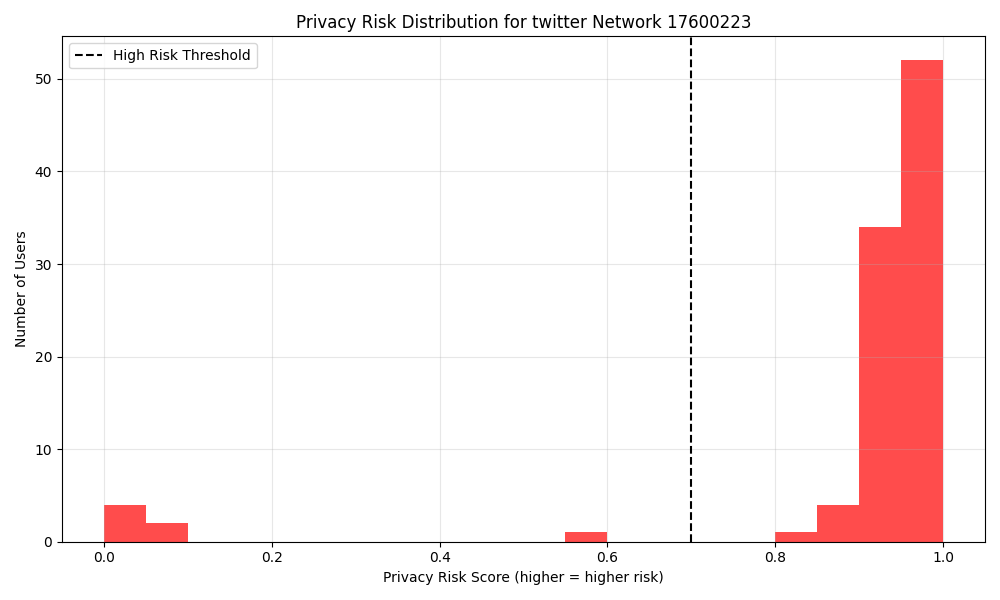 Privacy Risk Distribution for twitter Network 17600223
High Risk Threshold
Number of Users
50
40
30
20
10
0
0.0 0.2 0.4 0.6 0.8 1.0
Privacy Risk Score (higher = higher risk)